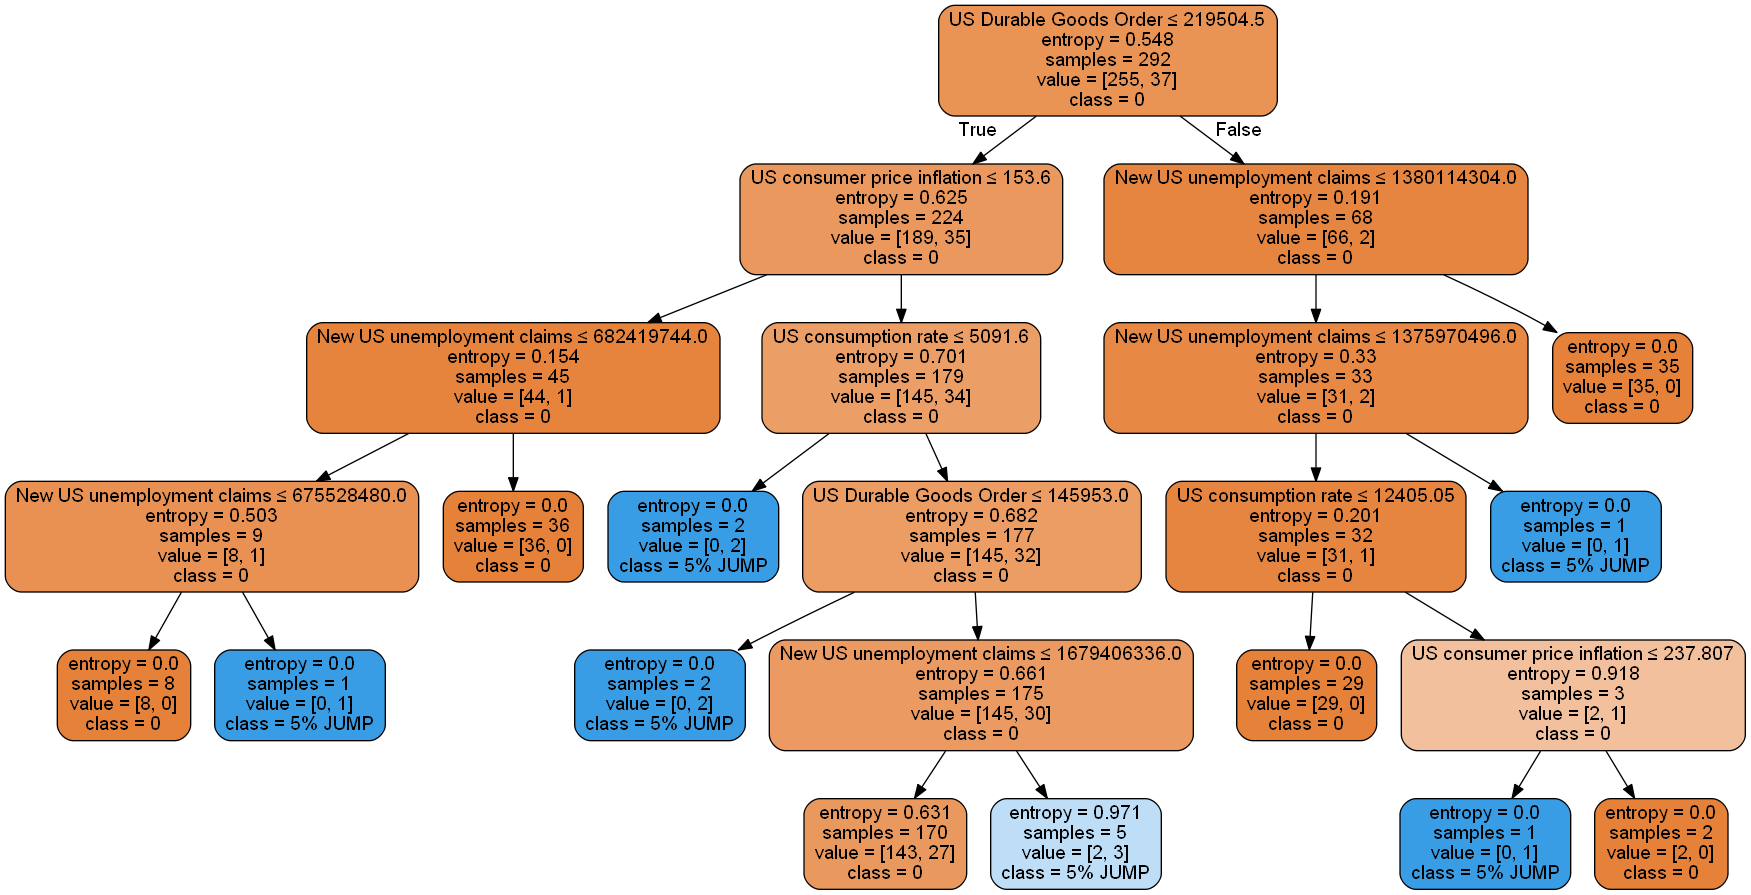 US Durable Goods Order ≤ 219504.5
entropy = 0.548
samples = 292
value = [255, 37]
class = 0
True
False
US consumer price inflation ≤ 153.6
entropy = 0.625
samples = 224
value = [189, 35]
class = 0
New US unemployment claims ≤ 1380114304.0
entropy = 0.191
samples = 68
value = [66, 2]
class = 0
New US unemployment claims ≤ 682419744.0
entropy = 0.154
samples = 45
value = [44, 1]
class = 0
US consumption rate ≤ 5091.6
entropy = 0.701
samples = 179
value = [145, 34]
class = 0
New US unemployment claims ≤ 1375970496.0
entropy = 0.33
samples = 33
value = [31, 2]
class = 0
entropy = 0.0
samples = 35
value = [35, 0]
class = 0
New US unemployment claims ≤ 675528480.0
entropy = 0.503
samples = 9
value = [8, 1]
class = 0
entropy = 0.0
samples = 36
value = [36, 0]
class = 0
entropy = 0.0
samples = 2
value = [0, 2]
class = 5% JUMP
US Durable Goods Order ≤ 145953.0
entropy = 0.682
samples = 177
value = [145, 32]
class = 0
US consumption rate ≤ 12405.05
entropy = 0.201
samples = 32
value = [31, 1]
class = 0
entropy = 0.0
samples = 1
value = [0, 1]
class = 5% JUMP
entropy = 0.0
samples = 8
value = [8, 0]
class = 0
entropy = 0.0
samples = 1
value = [0, 1]
class = 5% JUMP
entropy = 0.0
samples = 2
value = [0, 2]
class = 5% JUMP
New US unemployment claims ≤ 1679406336.0
entropy = 0.661
samples = 175
value = [145, 30]
class = 0
entropy = 0.0
samples = 29
value = [29, 0]
class = 0
US consumer price inflation ≤ 237.807
entropy = 0.918
samples = 3
value = [2, 1]
class = 0
entropy = 0.631
samples = 170
value = [143, 27]
class = 0
entropy = 0.971
samples = 5
value = [2, 3]
class = 5% JUMP
entropy = 0.0
samples = 1
value = [0, 1]
class = 5% JUMP
entropy = 0.0
samples = 2
value = [2, 0]
class = 0